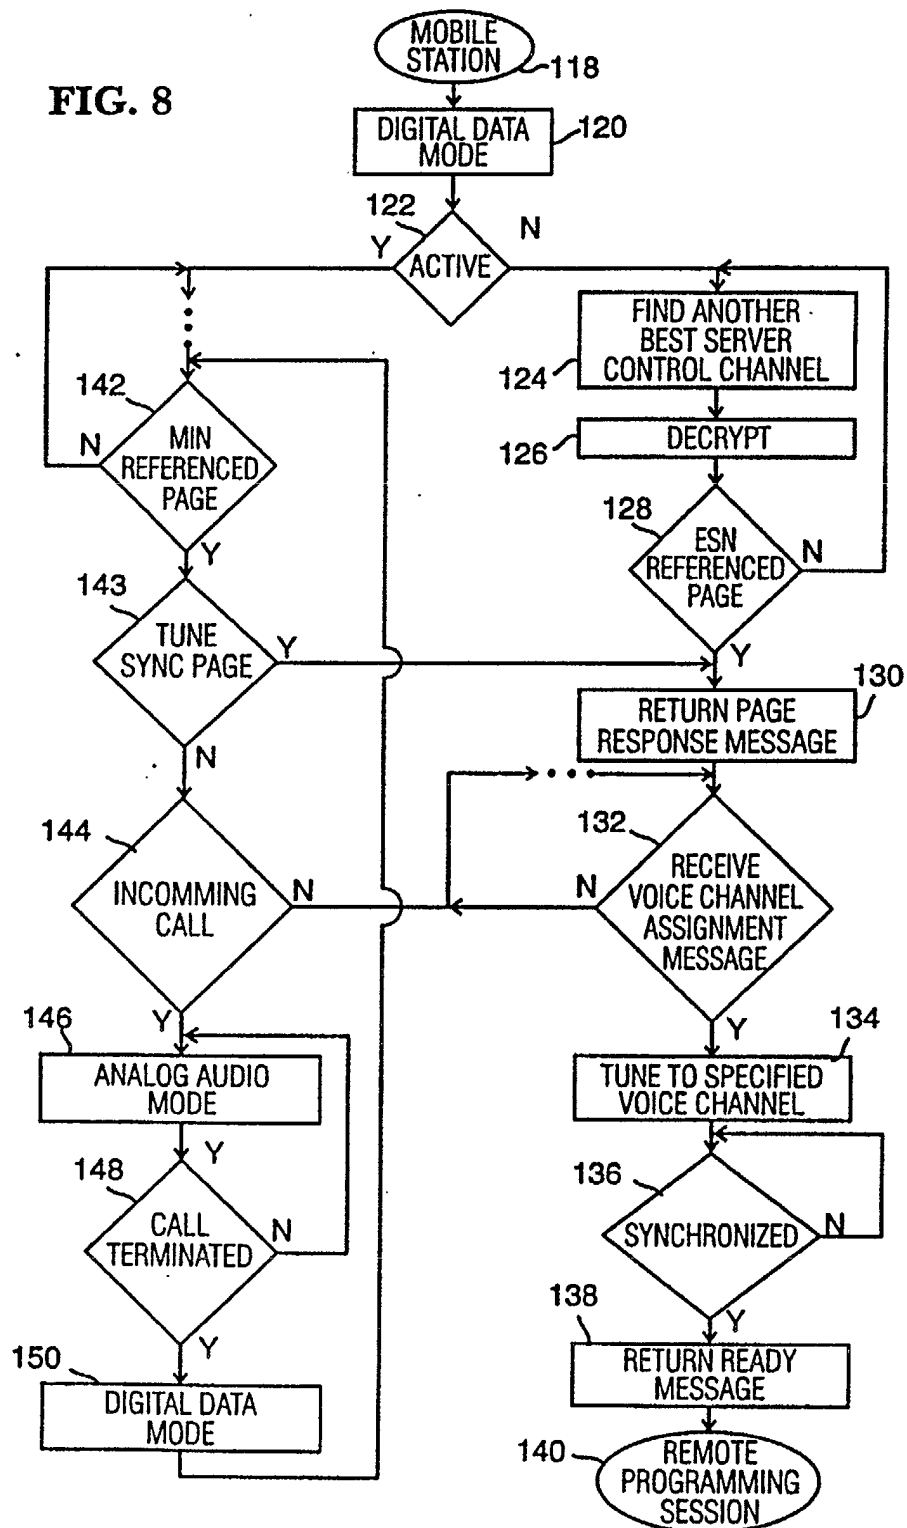 FIG. 8
MOBILE
STATION
118
DIGITAL DATA
MODE
120
122
ACTIVE
Y
N
FIND ANOTHER
BEST SERVER
CONTROL CHANNEL
124
DECRYPT
126
128
ESN
REFERENCED
PAGE
N
Y
142
MIN
REFERENCED
PAGE
N
Y
143
TUNE
SYNC PAGE
Y
N
RETURN PAGE
RESPONSE MESSAGE
130
132
RECEIVE
VOICE CHANNEL
ASSIGNMENT
MESSAGE
N
Y
144
INCOMMING
CALL
N
Y
146
ANALOG AUDIO
MODE
Y
148
CALL
TERMINATED
N
Y
150
DIGITAL DATA
MODE
134
TUNE TO SPECIFIED
VOICE CHANNEL
136
SYNCHRONIZED
N
Y
138
RETURN READY
MESSAGE
140
REMOTE
PROGRAMMING
SESSION